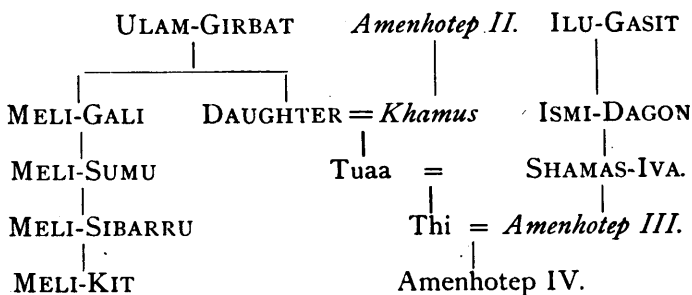 ULAM-GIRBAT Amenhotep II. ILU-GASIT
MELI-GALI DAUGHTER = Khamus ISMI-DAGON
MELI-SUMU Tuaa = SHAMAS-IVA.
MELI-SIBARRU Thi = Amenhotep III.
MELI-KIT Amenhotep IV.